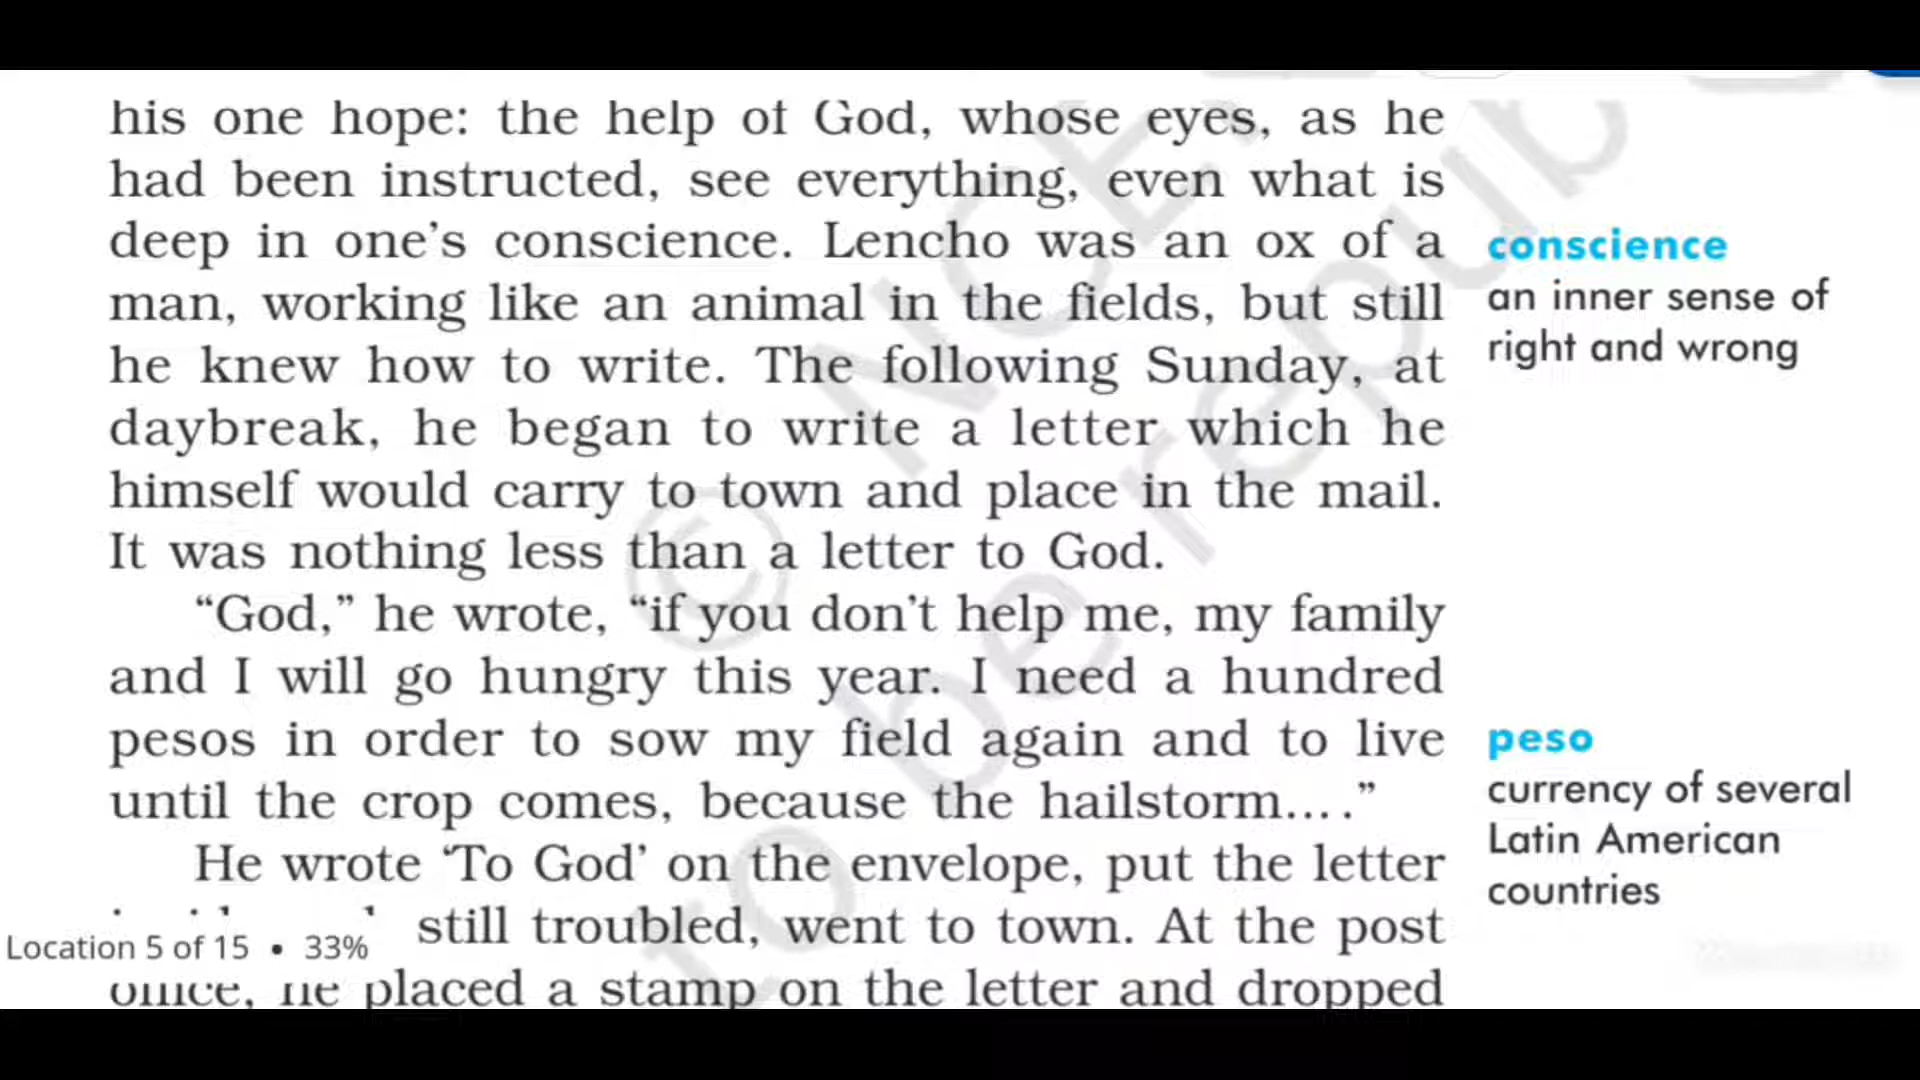 his one hope: the help of God, whose eyes, as he
had been instructed, see everything, even what is
deep in one’s conscience. Lencho was an ox of a
man, working like an animal in the fields, but still
he knew how to write. The following Sunday, at
daybreak, he began to write a letter which he
himself would carry to town and place in the mail.
It was nothing less than a letter to God.
“God,” he wrote, “if you don’t help me, my family
and I will go hungry this year. I need a hundred
pesos in order to sow my field again and to live
until the crop comes, because the hailstorm... .”
He wrote ‘To God’ on the envelope, put the letter
still troubled, went to town. At the post
office, he placed a stamp on the letter and dropped
conscience
an inner sense of
right and wrong
peso
currency of several
Latin American
countries
Location 5 of 15 • 33%
© NCE
to be repub